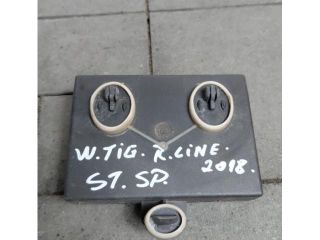 W.TiG. R.LiNE.
2018.
ST. SP.